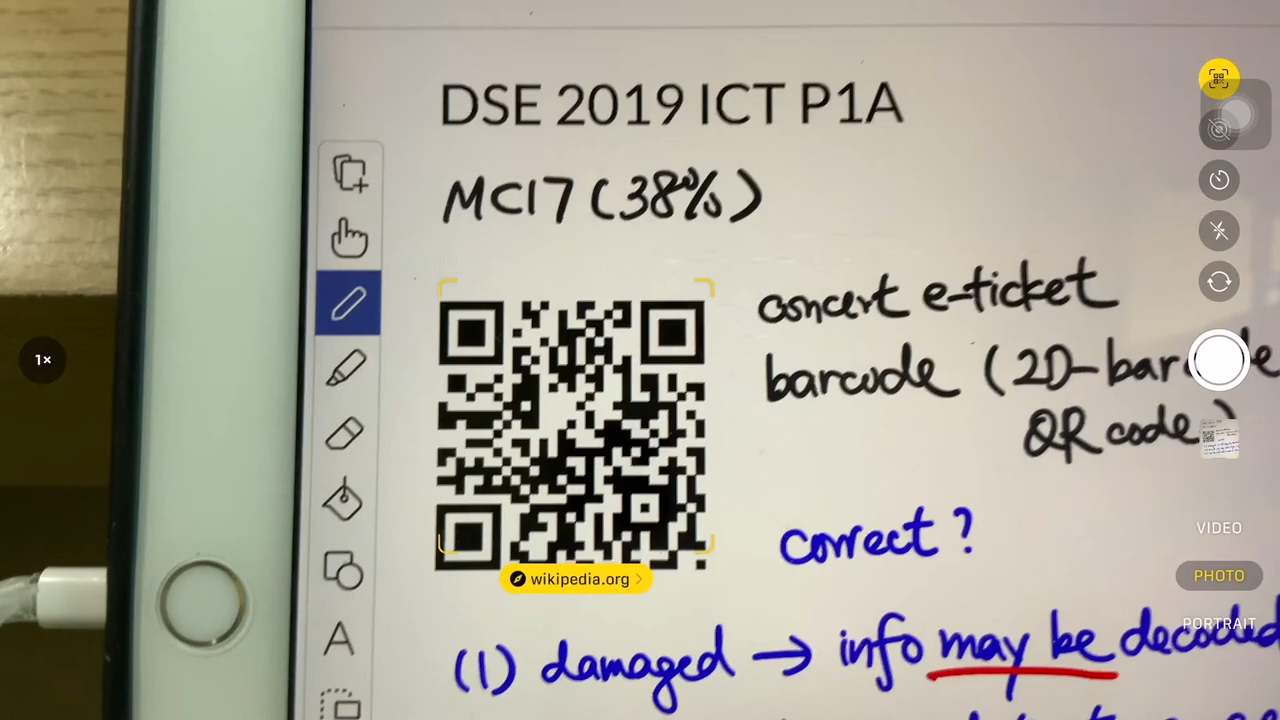 DSE 2019 ICT P1A
MC17 (38%)
concert e-ticket
barcode (2D-barcode
QR code)
correct?
wikipedia.org
(1) damaged → info may be decoded
1×
VIDEO
PHOTO
PORTRAIT
A